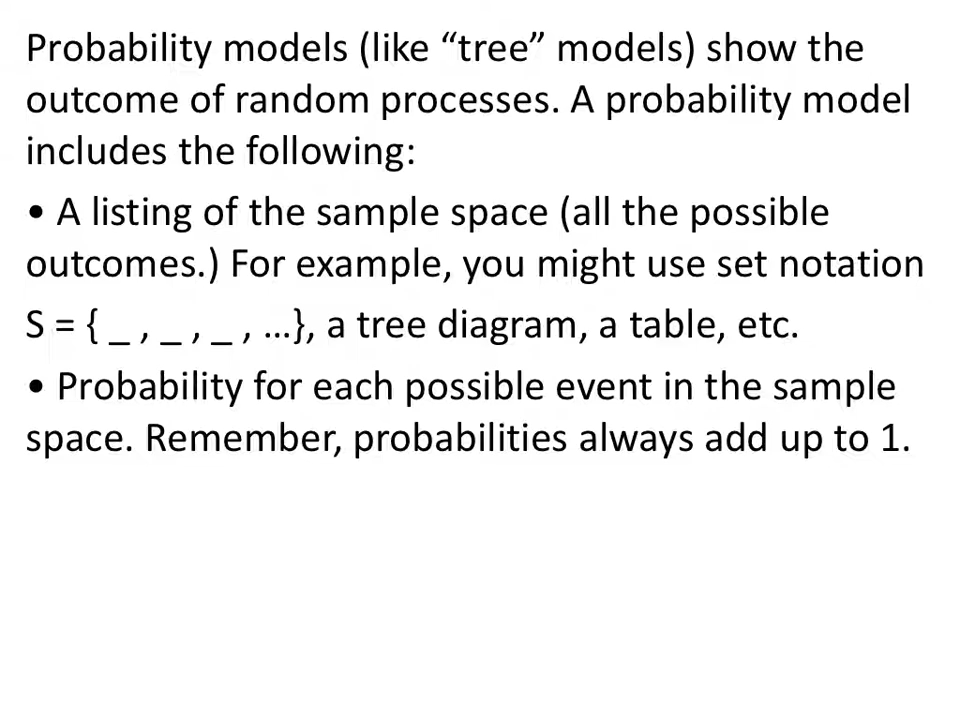 Probability models (like “tree” models) show the
outcome of random processes. A probability model
includes the following:
• A listing of the sample space (all the possible
outcomes.) For example, you might use set notation
S = { _ , _ , _ , …}, a tree diagram, a table, etc.
• Probability for each possible event in the sample
space. Remember, probabilities always add up to 1.